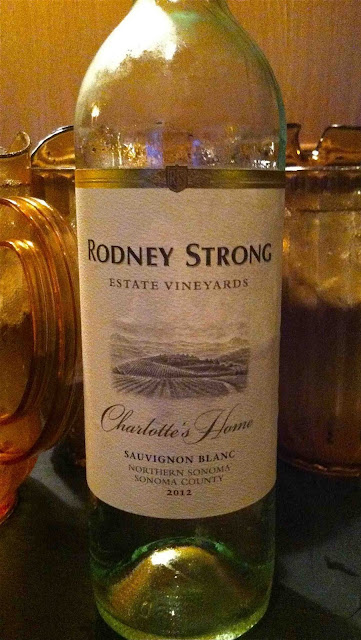 RODNEY STRONG
ESTATE VINEYARDS
Charlotte's Home
SAUVIGNON BLANC
NORTHERN SONOMA
SONOMA COUNTY
2012